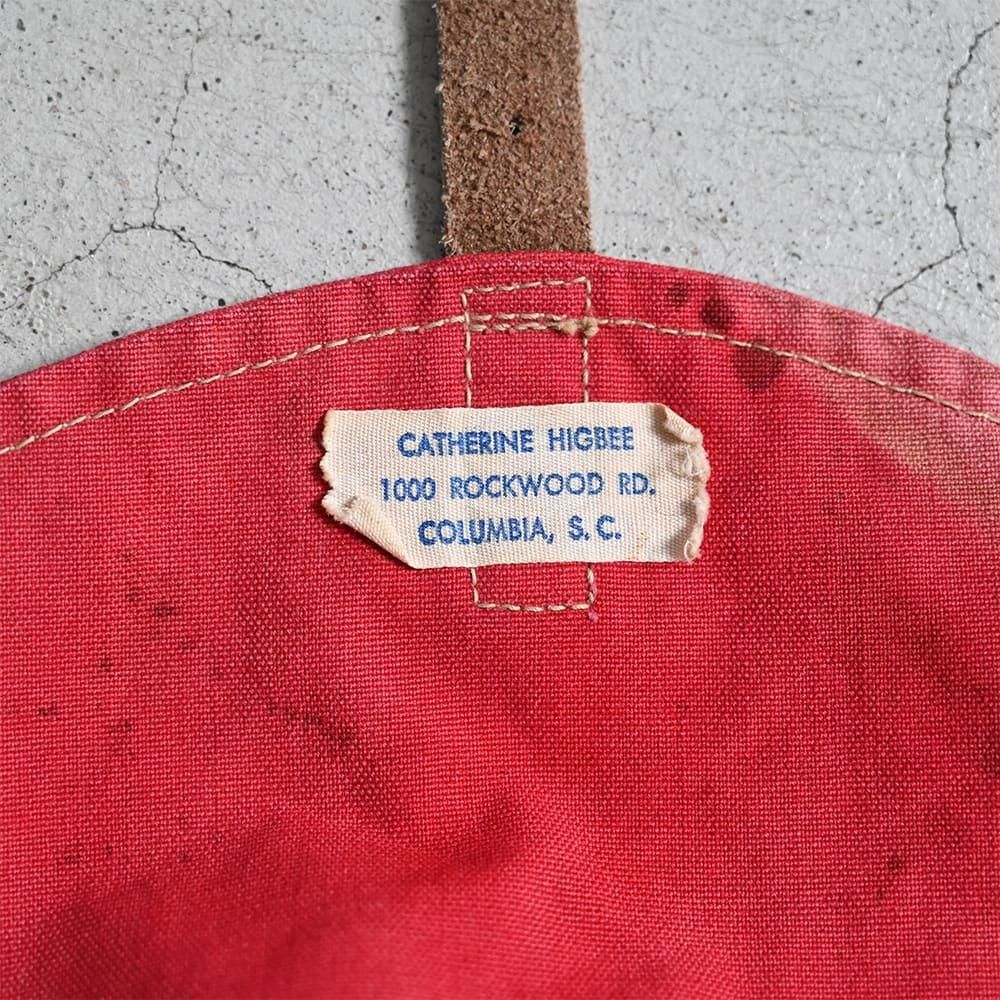 CATHERINE HIGBEE
1000 ROCKWOOD RD.
COLUMBIA, S. C.